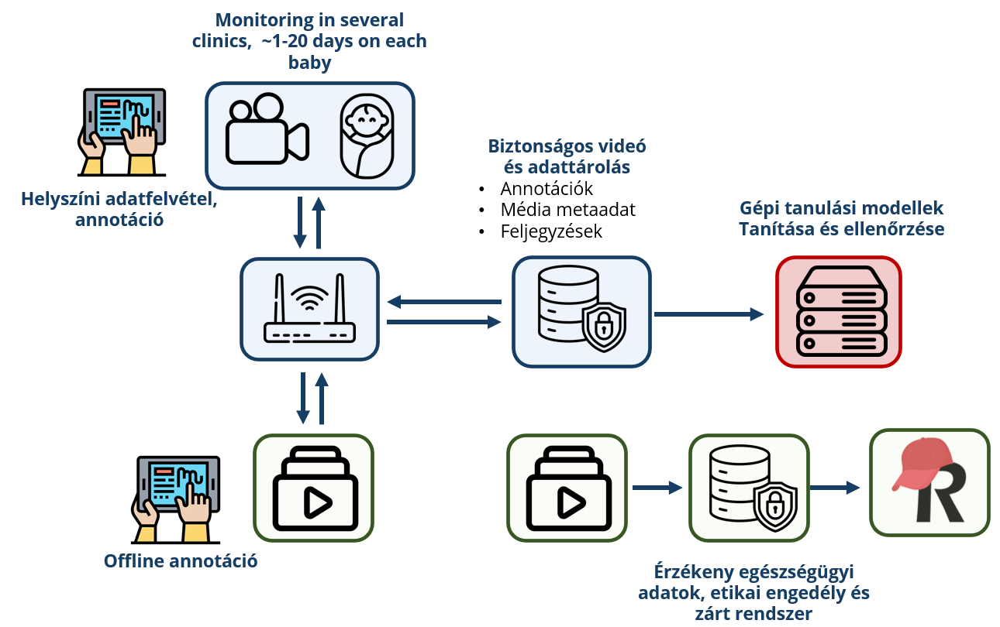 Monitoring in several
clinics,  ~1-20 days on each
baby
Helyszíni adatfelvétel,
annotáció
Biztonságos videó
és adattárolás
• Annotációk
• Média metaadat
• Feljegyzések
Gépi tanulási modellek
Tanítása és ellenőrzése
Offline annotáció
R
Érzékeny egészségügyi
adatok, etikai engedély és
zárt rendszer